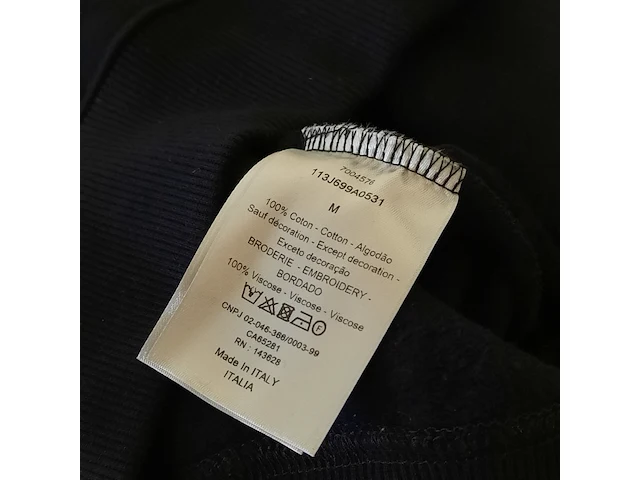 7004576
113J699A0531
M
100% Coton - Cotton - Algodão
Sauf décoration - Except decoration -
Exceto decoração
BRODERIE - EMBROIDERY -
BORDADO
100% Viscose - Viscose - Viscose
F
CNPJ 02-046-366/0003-99
CA65281
RN : 143628
Made in ITALY
ITALIA